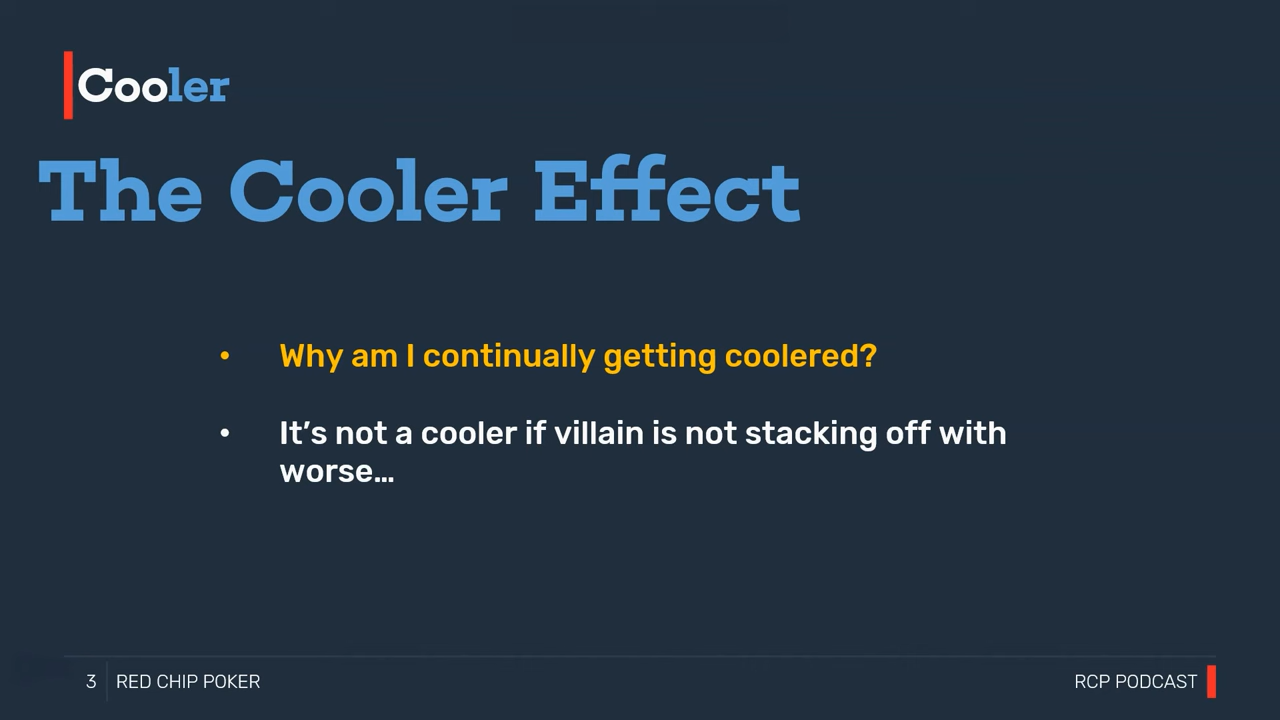 Cooler
The Cooler Effect
• Why am I continually getting coolered?
• It’s not a cooler if villain is not stacking off with
worse…
3 RED CHIP POKER
RCP PODCAST